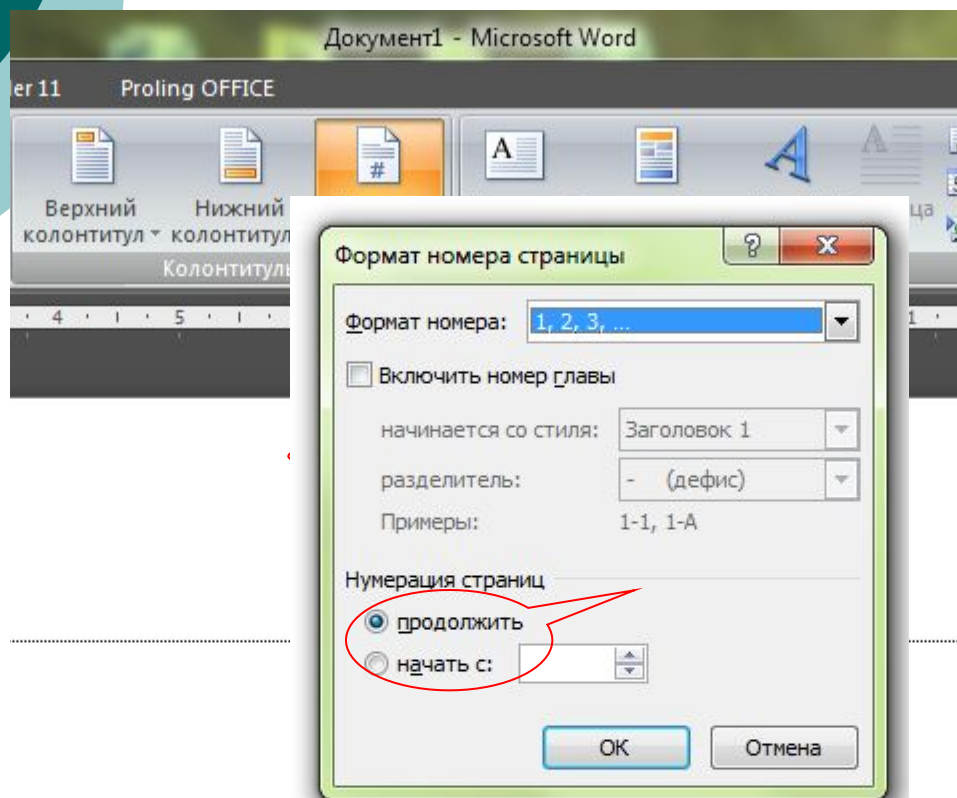 Документ1 - Microsoft Word
er 11 Proling OFFICE
#
A
A
A
Верхний
колонтитул
Нижний
колонтитул
ца
Колонтитулы
4 5 1
Формат номера страницы
?
Формат номера: 1, 2, 3, ...
Включить номер главы
начинается со стиля: Заголовок 1
разделитель: - (дефис)
Примеры: 1-1, 1-A
Нумерация страниц
продолжить
начать с:
ОК Отмена